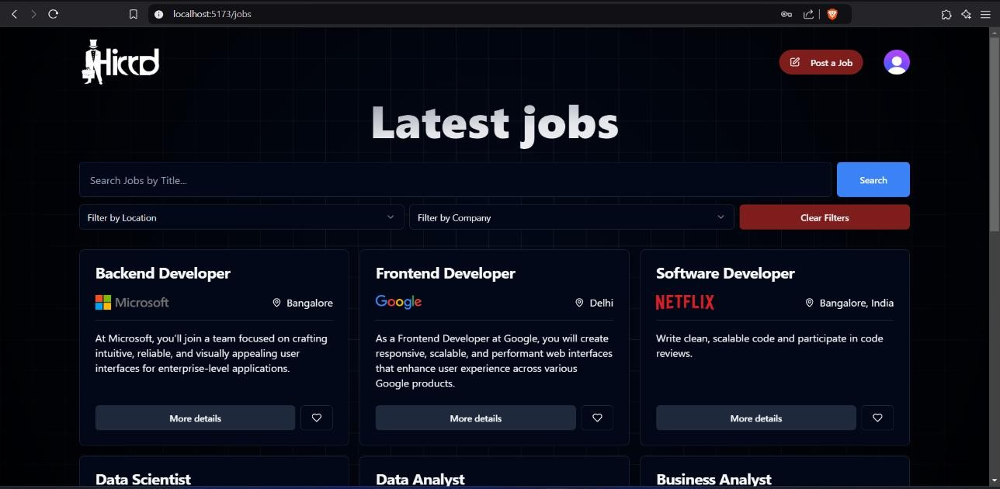 localhost:5173/jobs
Hirrd
Post a Job
Latest jobs
Search Jobs by Title...
Search
Filter by Location
Filter by Company
Clear Filters
Backend Developer
Microsoft
Bangalore
At Microsoft, you'll join a team focused on crafting
intuitive, reliable, and visually appealing user
interfaces for enterprise-level applications.
More details
Frontend Developer
Google
Delhi
As a Frontend Developer at Google, you will create
responsive, scalable, and performant web interfaces
that enhance user experience across various
Google products.
More details
Software Developer
NETFLIX
Bangalore, India
Write clean, scalable code and participate in code
reviews.
More details
Data Scientist
Data Analyst
Business Analyst